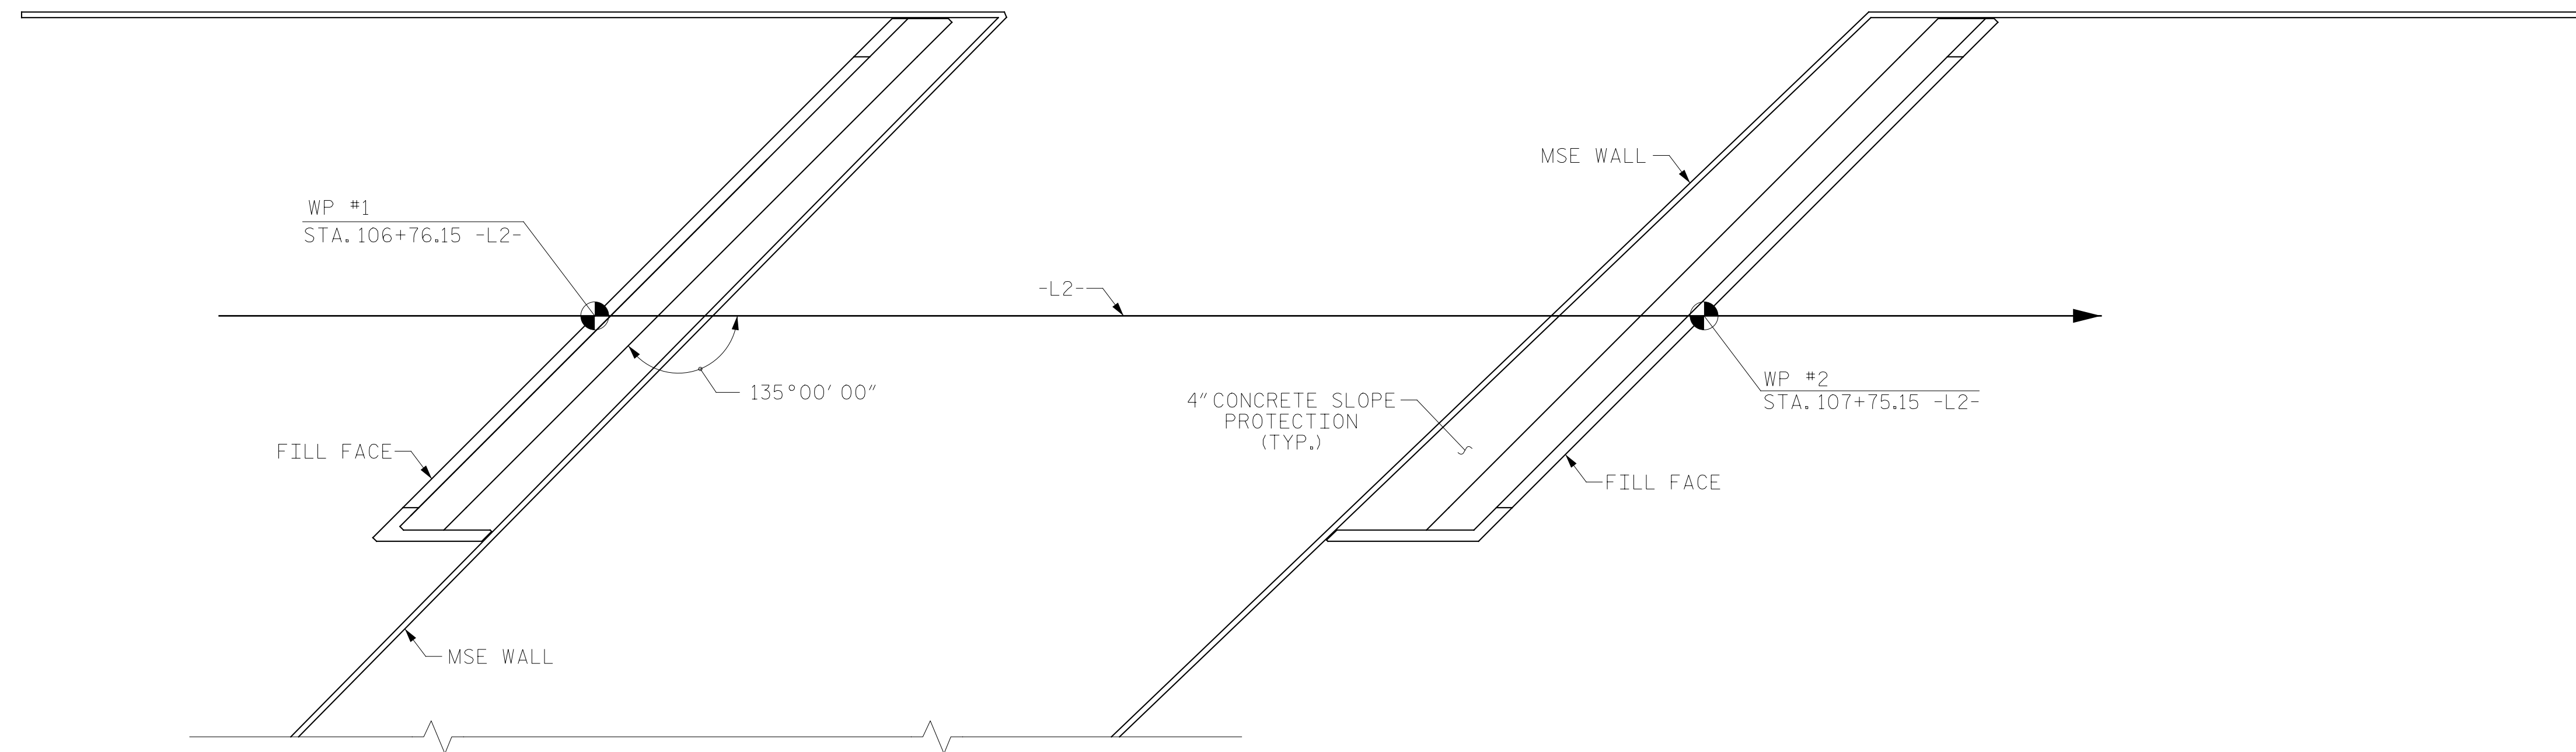 MSE WALL
WP #1
STA. 106+76.15 -L2-
-L2-
WP #2
STA. 107+75.15 -L2-
135°00'00"
4" CONCRETE SLOPE
PROTECTION
(TYP.)
FILL FACE
FILL FACE
MSE WALL